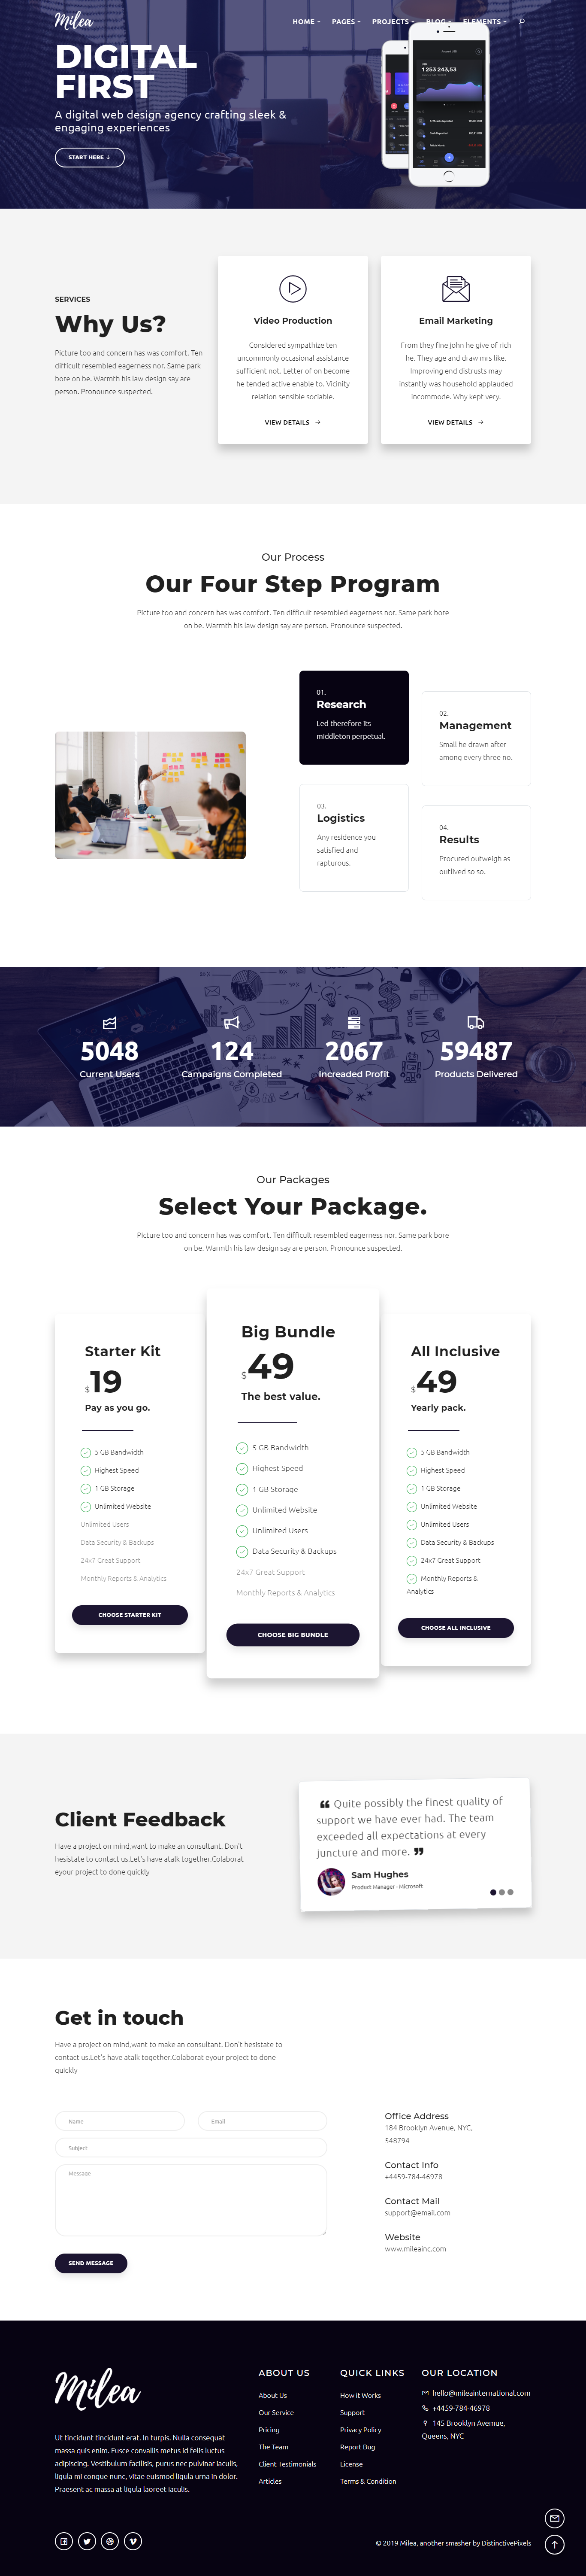 Milea
HOME PAGES PROJECTS BLOG ELEMENTS
DIGITAL
FIRST
A digital web design agency crafting sleek &
engaging experiences
START HERE ↓
1 253 243,53
SERVICES
Why Us?
Picture too and concern has was comfort. Ten
difficult resembled eagerness nor. Same park
bore on be. Warmth his law design say are
person. Pronounce suspected.
Video Production
Considered sympathize ten
uncommonly occasional assistance
sufficient not. Letter of on become
he tended active enable to. Vicinity
relation sensible sociable.
VIEW DETAILS →
Email Marketing
From they fine john he give of rich
he. They age and draw mrs like.
Improving end distrusts may
instantly was household applauded
incommode. Why kept very.
VIEW DETAILS →
Our Process
Our Four Step Program
Picture too and concern has was comfort. Ten difficult resembled eagerness nor. Same park bore
on be. Warmth his law design say are person. Pronounce suspected.
01.
Research
Led therefore its
middleton perpetual.
02.
Management
Small he drawn after
among every three no.
03.
Logistics
Any residence you
satisfied and
rapturous.
04.
Results
Procured outweigh as
outlived so so.
5048
Current Users
124
Campaigns Completed
2067
Increaded Profit
59487
Products Delivered
Our Packages
Select Your Package.
Picture too and concern has was comfort. Ten difficult resembled eagerness nor. Same park bore
on be. Warmth his law design say are person. Pronounce suspected.
Starter Kit
$19
Pay as you go.
5 GB Bandwidth
Highest Speed
1 GB Storage
Unlimited Website
Unlimited Users
Data Security & Backups
24x7 Great Support
Monthly Reports & Analytics
CHOOSE STARTER KIT
Big Bundle
$49
The best value.
5 GB Bandwidth
Highest Speed
1 GB Storage
Unlimited Website
Unlimited Users
Data Security & Backups
24x7 Great Support
Monthly Reports & Analytics
CHOOSE BIG BUNDLE
All Inclusive
$49
Yearly pack.
5 GB Bandwidth
Highest Speed
1 GB Storage
Unlimited Website
Unlimited Users
Data Security & Backups
24x7 Great Support
Monthly Reports &
Analytics
CHOOSE ALL INCLUSIVE
Client Feedback
Have a project on mind,want to make an consultant. Don't
hesistate to contact us.Let's have atalk together.Colaborat
eyour project to done quickly
❝ Quite possibly the finest quality of
support we have ever had. The team
exceeded all expectations at every
juncture and more. ❞
Sam Hughes
Product Manager - Microsoft
Get in touch
Have a project on mind,want to make an consultant. Don't hesistate to
contact us.Let's have atalk together.Colaborat eyour project to done
quickly
Name
Email
Subject
Message
SEND MESSAGE
Office Address
184 Brooklyn Avenue, NYC,
548794
Contact Info
+4459-784-46978
Contact Mail
support@email.com
Website
www.mileainc.com
Milea
Ut tincidunt tincidunt erat. In turpis. Nulla consequat
massa quis enim. Fusce convallis metus id felis luctus
adipiscing. Vestibulum facilisis, purus nec pulvinar iaculis,
ligula mi congue nunc, vitae euismod ligula urna in dolor.
Praesent ac massa at ligula laoreet iaculis.
ABOUT US
About Us
Our Service
Pricing
The Team
Client Testimonials
Articles
QUICK LINKS
How it Works
Support
Privacy Policy
Report Bug
License
Terms & Condition
OUR LOCATION
hello@mileainternational.com
+4459-784-46978
145 Brooklyn Avemue,
Queens, NYC
© 2019 Milea, another smasher by DistinctivePixels